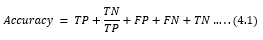 Accuracy = TP + TN/TP + FP + FN + TN … . . (4.1)